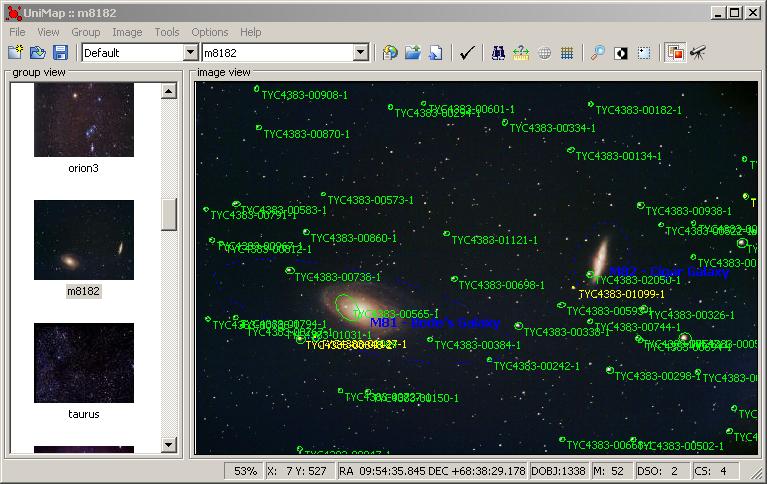 UniMap :: m8182
File View Group Image Tools Options Help
Default m8182
group view
image view
orion3
m8182
taurus
TYC4383-00908-1
TYC4383-00601-1
TYC4383-00294-1
TYC4383-00182-1
TYC4383-00870-1
TYC4383-00334-1
TYC4383-00134-1
TYC4383-00573-1
TYC4383-00583-1
TYC4383-00791-1
TYC4383-00938-1
TYC4383-00860-1
TYC4383-01121-1
TYC4383-00736-1
M82 - Cigar Galaxy
TYC4383-02050-1
TYC4383-00698-1
TYC4383-01099-1
TYC4383-00565-1
TYC4383-00326-1
M81 - Bode's Galaxy
TYC4383-00794-1
TYC4383-00338-1
TYC4383-00744-1
TYC4383-00384-1
TYC4383-00242-1
TYC4383-00298-1
TYC4383-00150-1
TYC4383-00502-1
53% X: 7 Y: 527 RA 09:54:35.845 DEC +68:38:29.178 DOBJ:1338 M: 52 DSO: 2 CS: 4